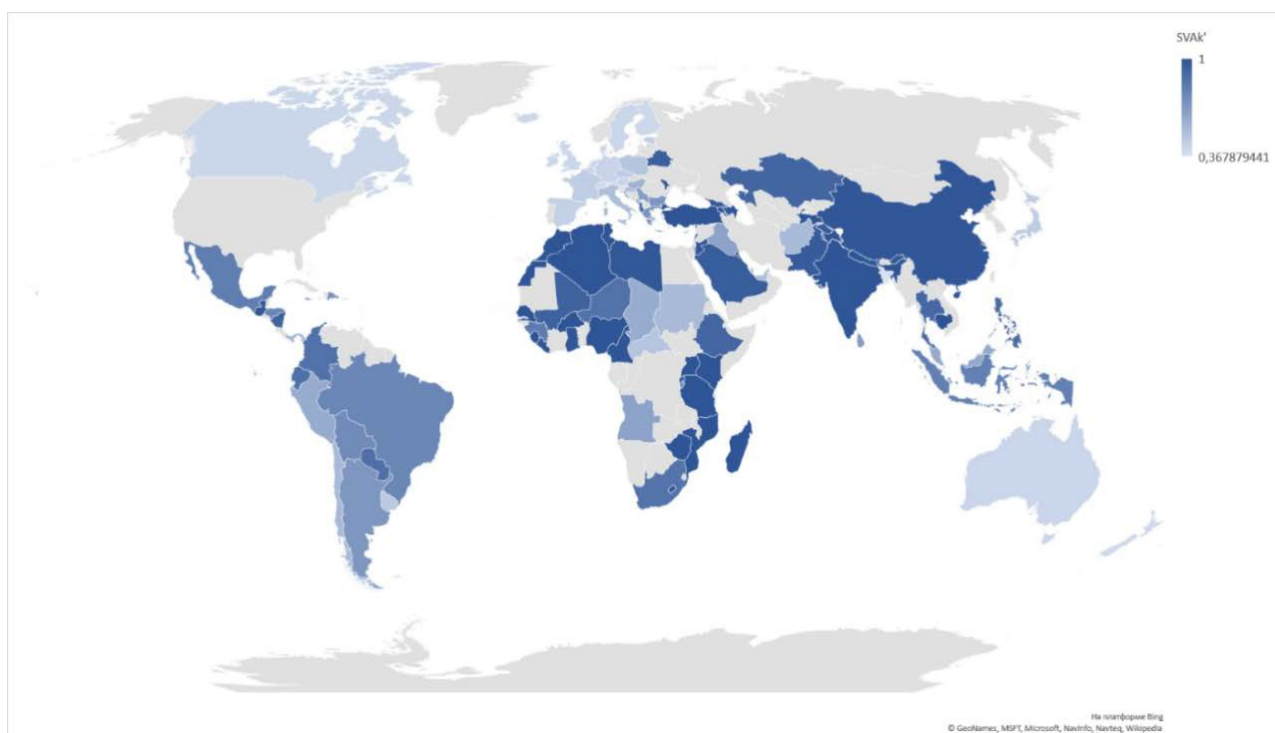 SVAk'
1
0,367879441
На платформе Bing
© GeoNames, MSFT, Microsoft, NavInfo, Navteq, Wikipedia